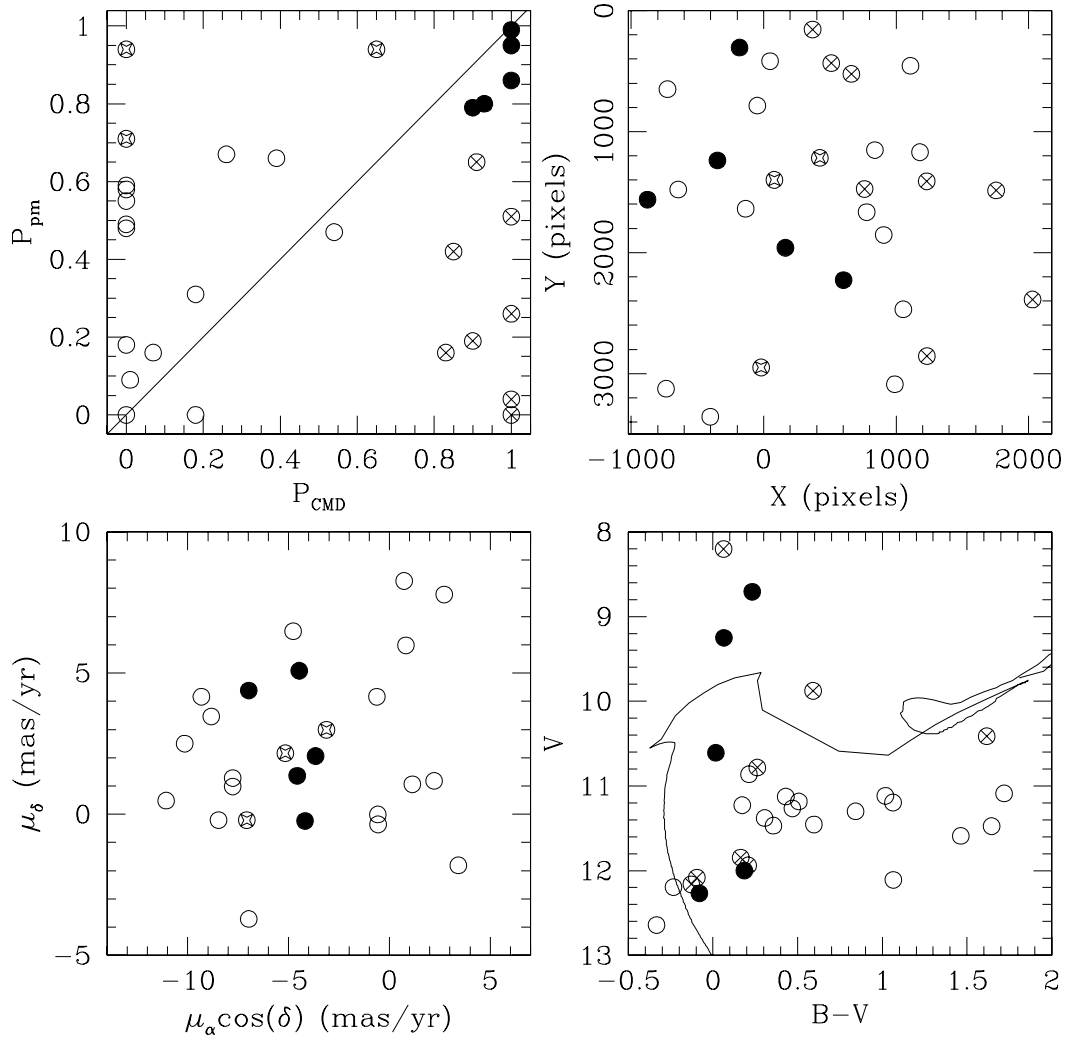 1
0.8
0.6
0.4
0.2
0
P_pm
0 0.2 0.4 0.6 0.8 1
P_CMD
0
1000
2000
3000
Y (pixels)
−1000 0 1000 2000
X (pixels)
10
5
0
−5
μ_δ (mas/yr)
−10 −5 0 5
μ_α cos(δ) (mas/yr)
8
9
10
11
12
13
V
−0.5 0 0.5 1 1.5 2
B−V